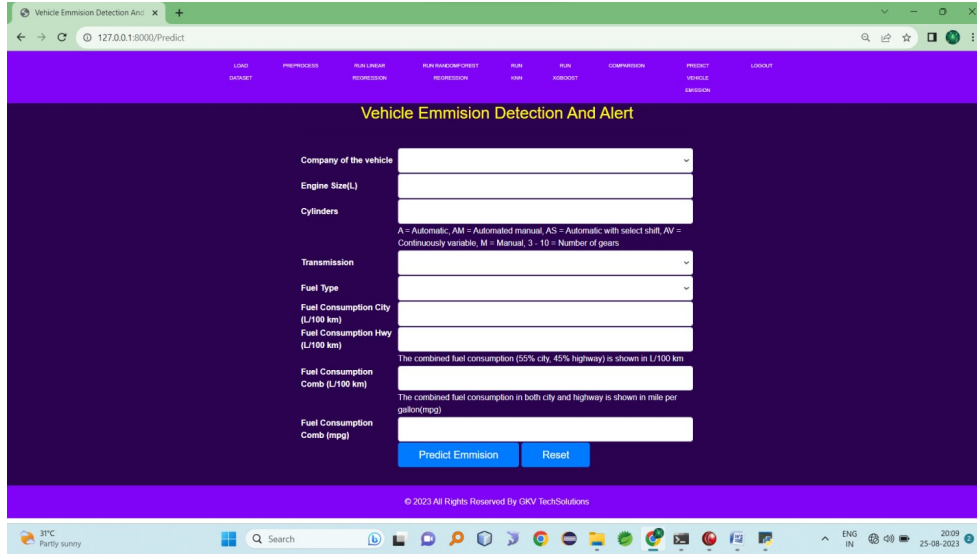 Vehicle Emmision Detection And
127.0.0.1:8000/Predict
LOAD DATASET
PREPROCESS
RUN LINEAR REGRESSION
RUN RANDOMFOREST REGRESSION
RUN KNN
RUN XGBOOST
COMPARISION
PREDICT VEHICLE EMISSION
LOGOUT
Vehicle Emmision Detection And Alert
Company of the vehicle
Engine Size(L)
Cylinders
A = Automatic, AM = Automated manual, AS = Automatic with select shift, AV =
Continuously variable, M = Manual, 3 - 10 = Number of gears
Transmission
Fuel Type
Fuel Consumption City
(L/100 km)
Fuel Consumption Hwy
(L/100 km)
The combined fuel consumption (55% city, 45% highway) is shown in L/100 km
Fuel Consumption
Comb (L/100 km)
The combined fuel consumption in both city and highway is shown in mile per
gallon(mpg)
Fuel Consumption
Comb (mpg)
Predict Emmision
Reset
© 2023 All Rights Reserved By GKV TechSolutions
31°C
Partly sunny
Search
ENG
IN
20:09
25-08-2023
2